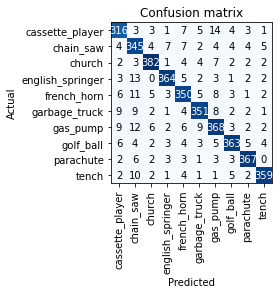 Confusion matrix
Actual
cassette_player 316 3 3 1 7 5 14 4 3 1
chain_saw 4 345 4 7 7 2 4 4 4 5
church 2 3 382 1 4 4 7 2 2 2
english_springer 3 13 0 364 5 2 3 1 2 2
french_horn 6 11 5 3 350 5 8 3 1 2
garbage_truck 9 9 2 1 4 351 8 2 2 1
gas_pump 9 12 6 2 6 9 368 3 2 2
golf_ball 6 4 2 3 4 3 5 363 5 4
parachute 2 6 2 3 3 1 3 3 367 0
tench 2 10 2 1 4 1 1 5 2 359
cassette_player
chain_saw
church
english_springer
french_horn
garbage_truck
gas_pump
golf_ball
parachute
tench
Predicted